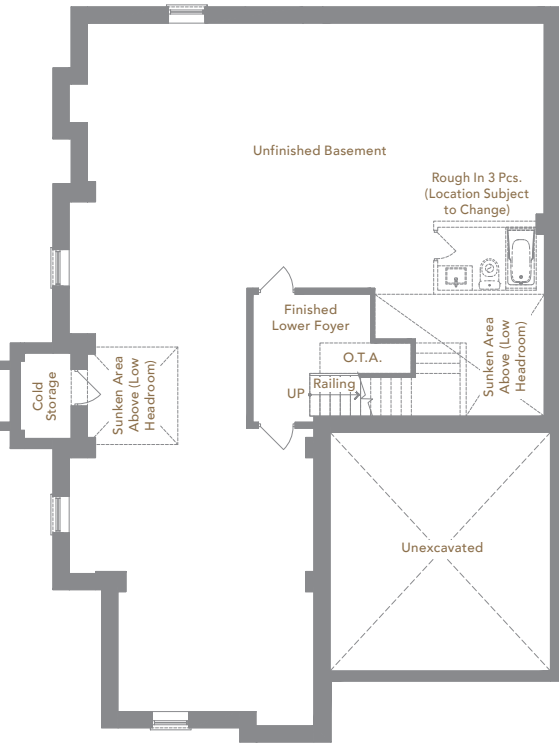 Unfinished Basement
Rough In 3 Pcs.
(Location Subject
to Change)
Finished
Lower Foyer
O.T.A.
Railing
UP
Sunken Area
Above (Low
Headroom)
Cold
Storage
Sunken Area
Above (Low
Headroom)
Unexcavated